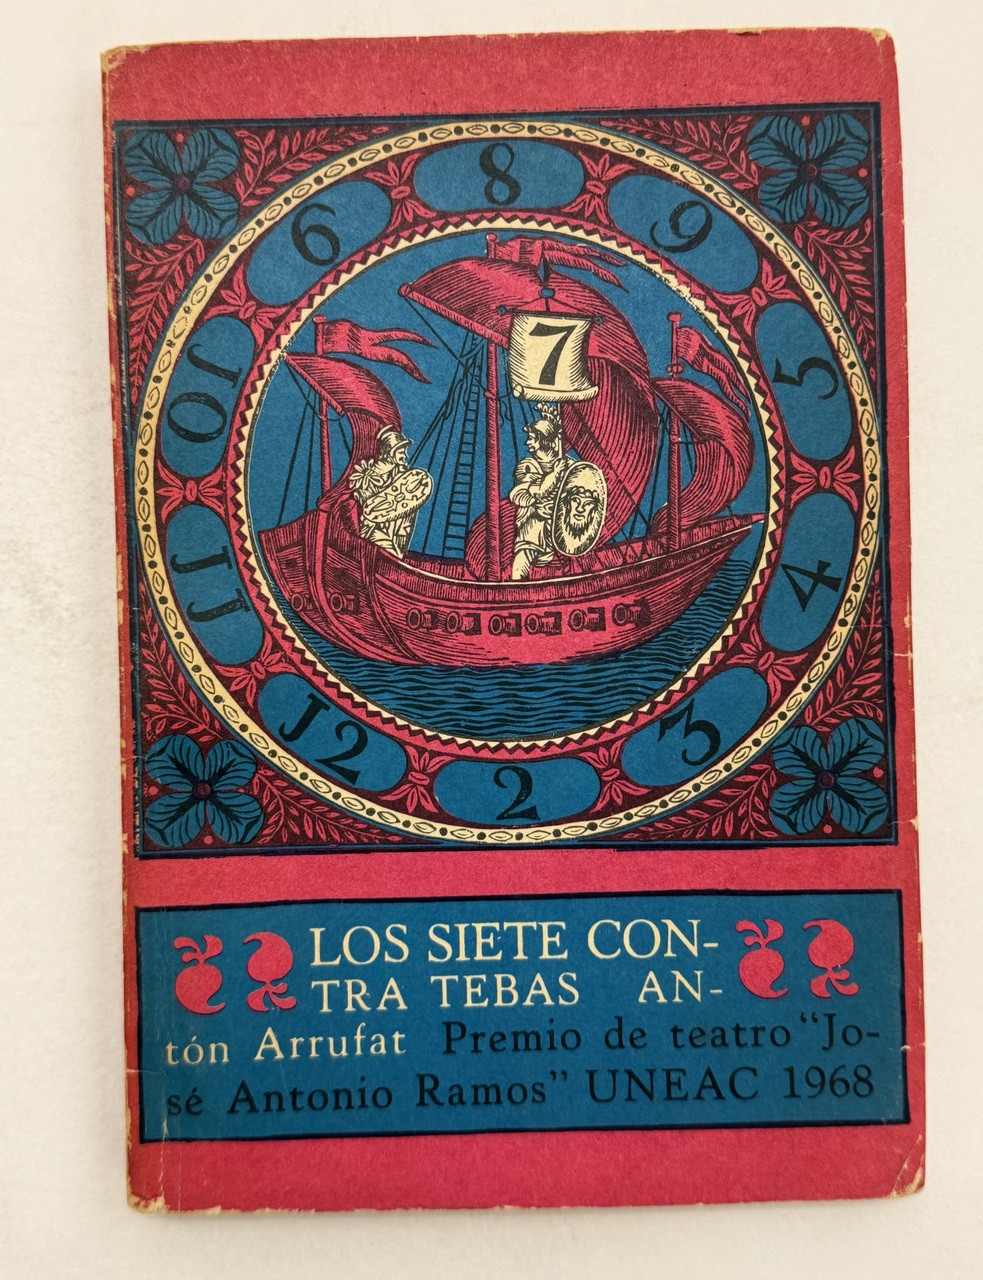 8
9
6
7
5
10
4
11
3
12
2
LOS SIETE CON-
TRA TEBAS AN-
tón Arrufat Premio de teatro "Jo-
sé Antonio Ramos" UNEAC 1968